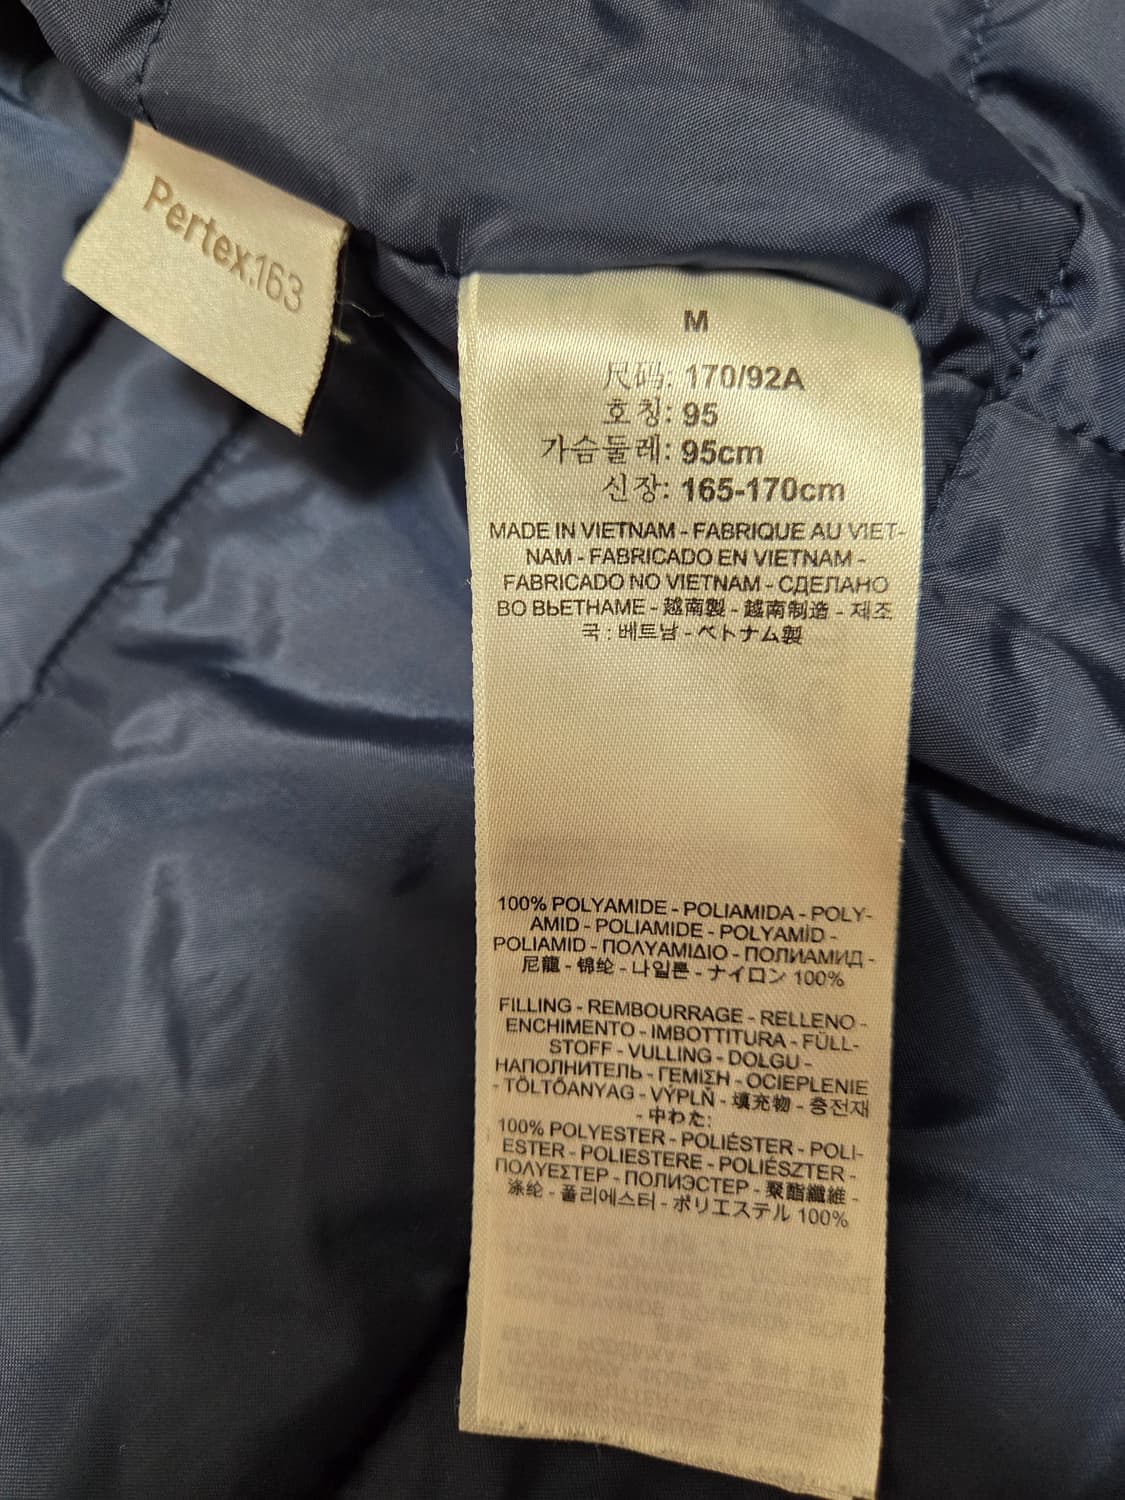 Pertex.163
M
尺码: 170/92A
호칭: 95
가슴둘레: 95cm
신장: 165-170cm
MADE IN VIETNAM - FABRIQUE AU VIET-
NAM - FABRICADO EN VIETNAM -
FABRICADO NO VIETNAM - СДЕЛАНО
ВО ВЬЕТНАМЕ - 越南製 - 越南制造 - 제조
국 : 베트남 - ベトナム製
100% POLYAMIDE - POLIAMIDA - POLY-
AMID - POLIAMIDE - POLYAMİD -
POLIAMID - ΠΟΛΥΑΜΙΔΙΟ - ПОЛИАМИД -
尼龍 - 锦纶 - 나일론 - ナイロン 100%
FILLING - REMBOURRAGE - RELLENO -
ENCHIMENTO - IMBOTTITURA - FÜLL-
STOFF - VULLING - DOLGU -
НАПОЛНИТЕЛЬ - ΓΕΜΙΣΗ - OCIEPLENIE
- TÖLTŐANYAG - VÝPLŇ - 填充物 - 충전재
- 中わた:
100% POLYESTER - POLIÉSTER - POLI-
ESTER - POLIESTERE - POLIÉSZTER -
ΠΟΛΥΕΣΤΕΡ - ПОЛИЭСТЕР - 聚酯纖維 -
涤纶 - 폴리에스터 - ポリエステル 100%